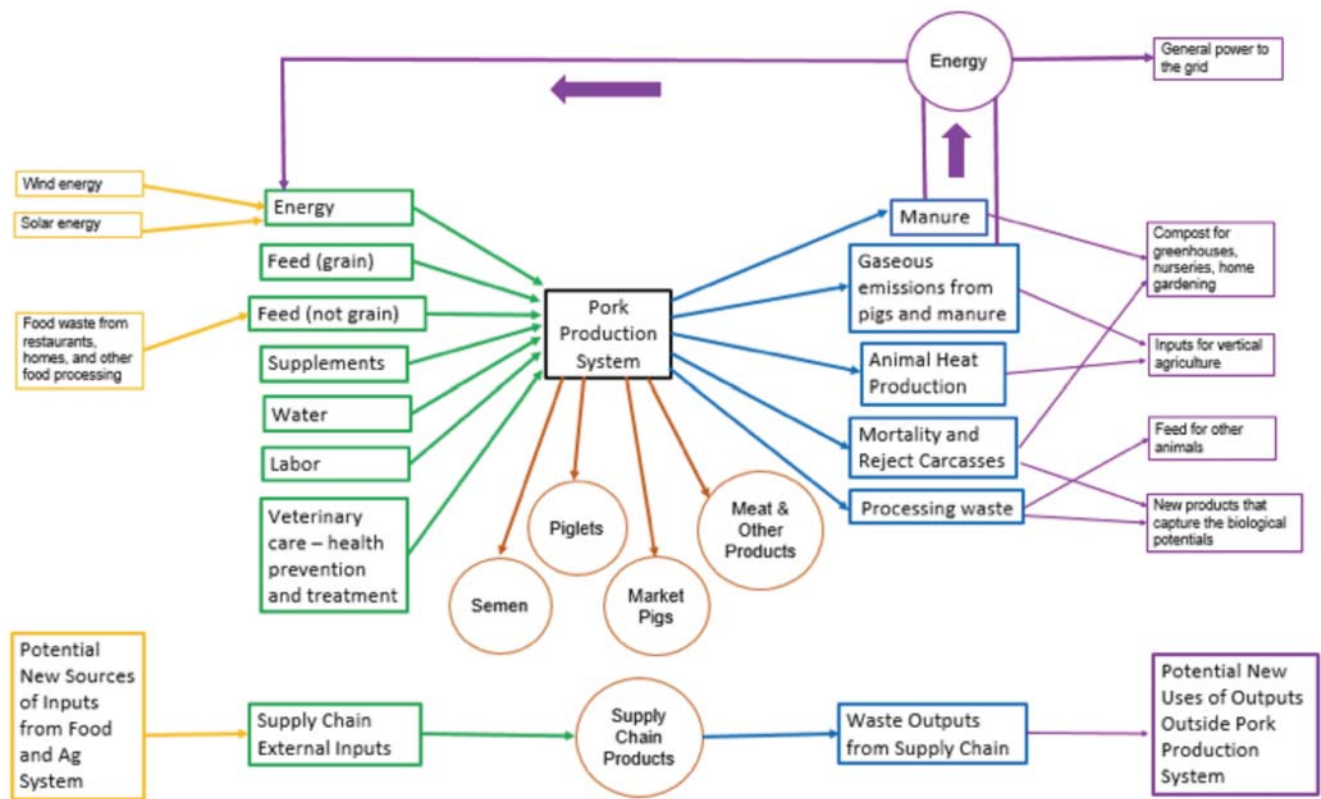 Energy
General power to
the grid
Wind energy
Solar energy
Food waste from
restaurants,
homes, and other
food processing
Energy
Feed (grain)
Feed (not grain)
Supplements
Water
Labor
Veterinary
care – health
prevention
and treatment
Pork
Production
System
Semen
Piglets
Market
Pigs
Meat &
Other
Products
Manure
Gaseous
emissions from
pigs and manure
Animal Heat
Production
Mortality and
Reject Carcasses
Processing waste
Compost for
greenhouses,
nurseries, home
gardening
Inputs for vertical
agriculture
Feed for other
animals
New products that
capture the biological
potentials
Potential
New Sources
of Inputs
from Food
and Ag
System
Supply Chain
External Inputs
Supply
Chain
Products
Waste Outputs
from Supply Chain
Potential New
Uses of Outputs
Outside Pork
Production
System